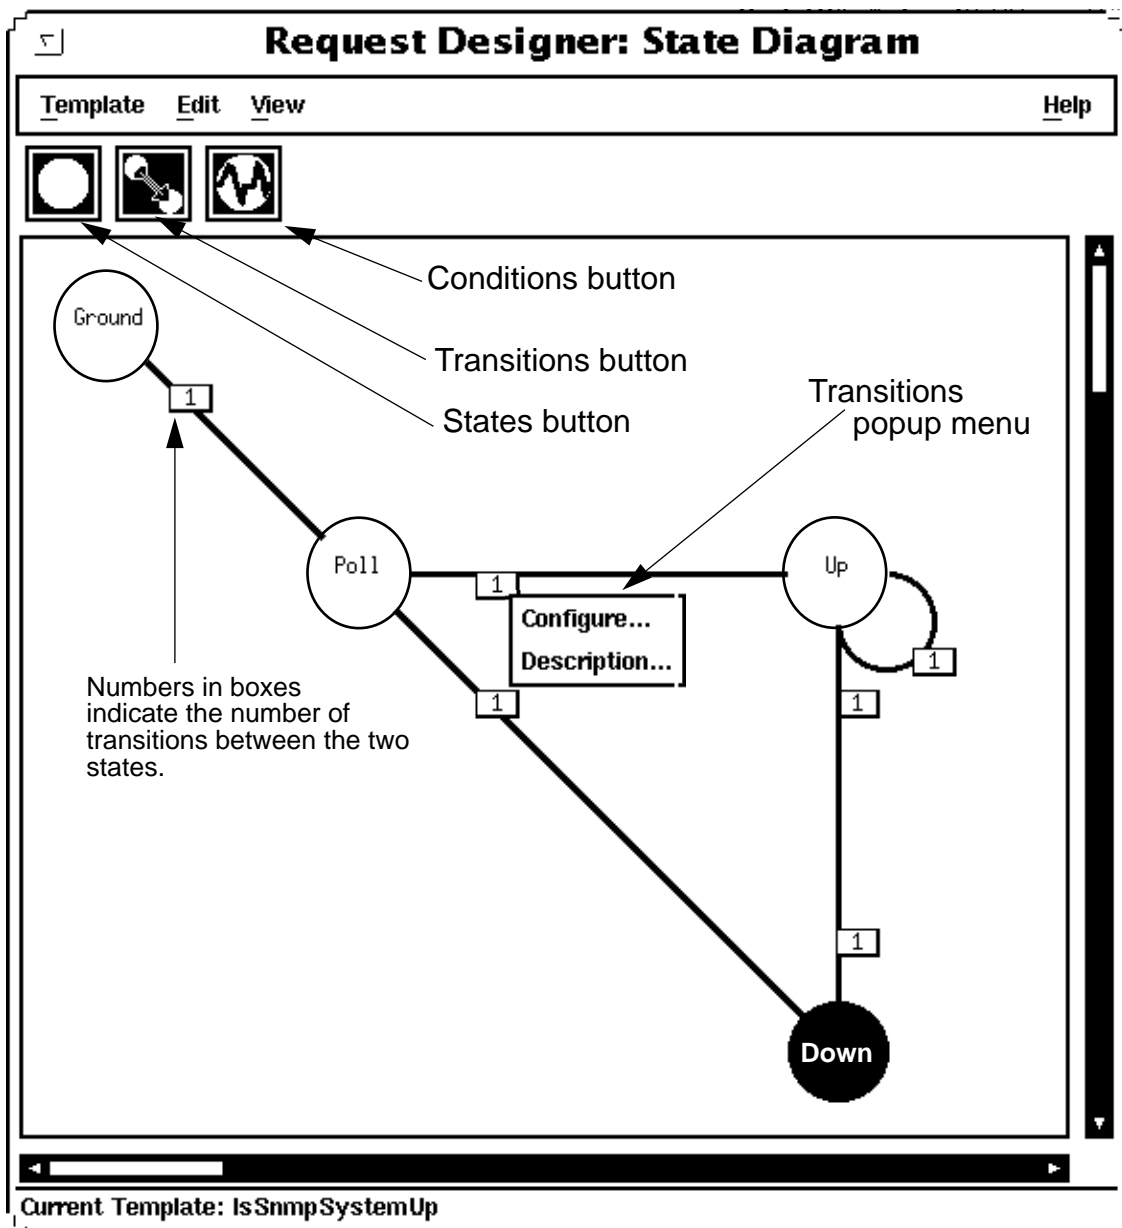 Request Designer: State Diagram
Template Edit View Help
Conditions button
Ground
Transitions button
1
Transitions
popup menu
States button
Poll
Up
1
Configure...
Description...
1
1
1
Numbers in boxes
indicate the number of
transitions between the two
states.
1
Down
Current Template: IsSnmpSystemUp